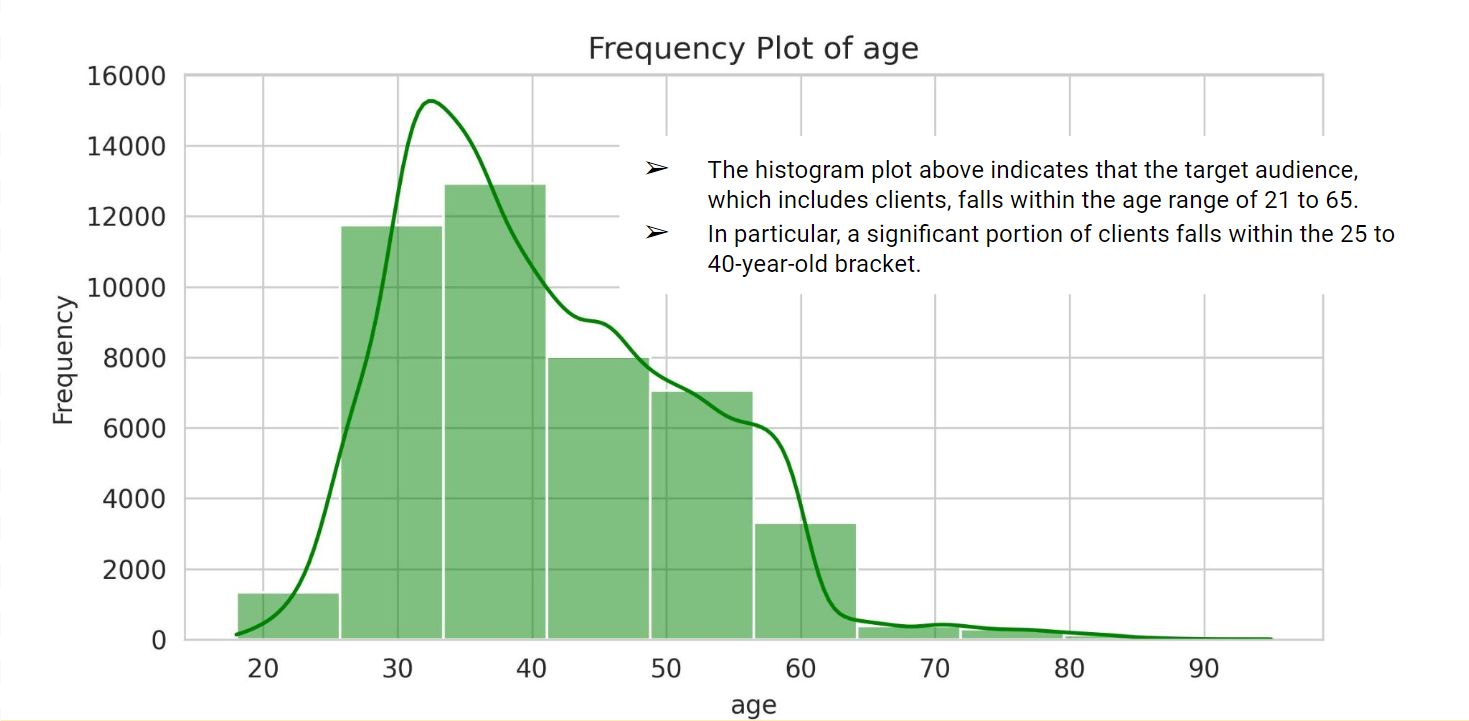 Frequency Plot of age
16000
14000
12000
10000
8000
6000
4000
2000
0
Frequency
➢ The histogram plot above indicates that the target audience,
which includes clients, falls within the age range of 21 to 65.
➢ In particular, a significant portion of clients falls within the 25 to
40-year-old bracket.
20 30 40 50 60 70 80 90
age